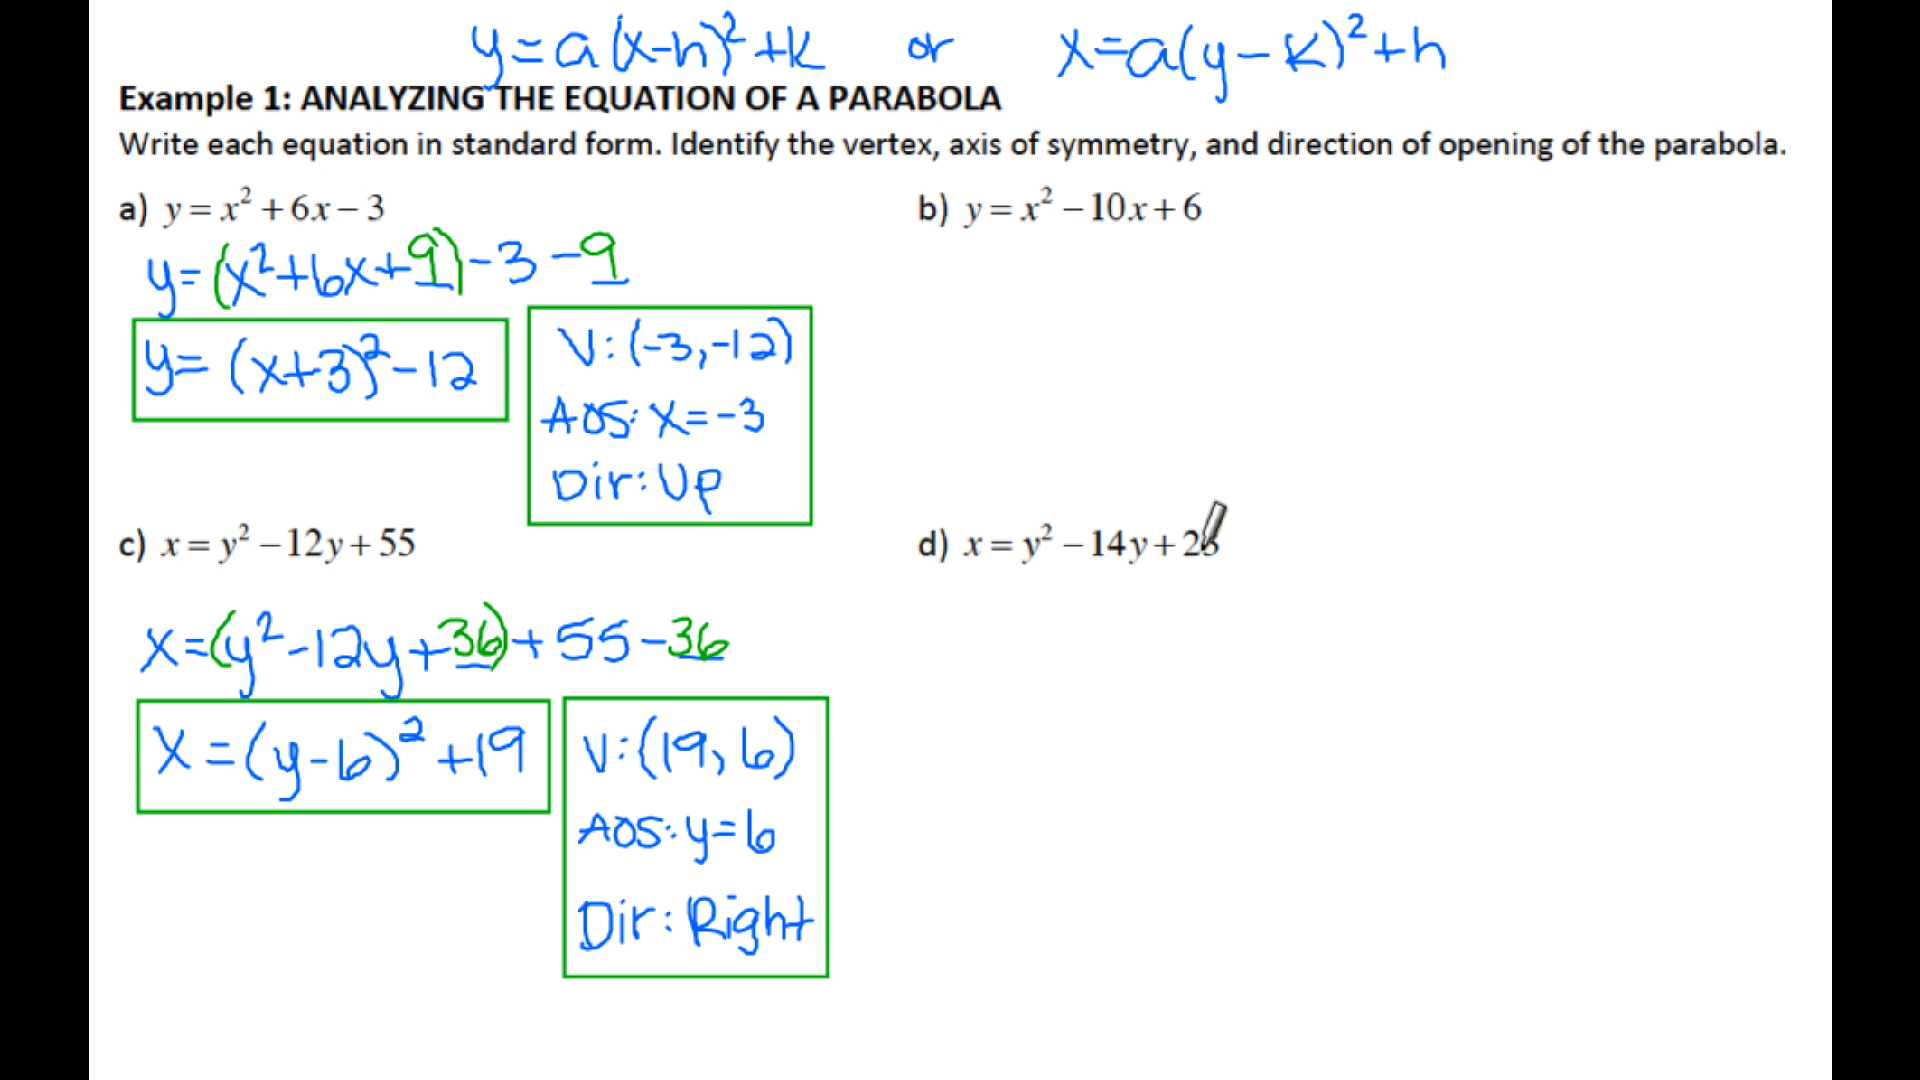 y=a(x-h)²+k or x=a(y-k)²+h
Example 1: ANALYZING THE EQUATION OF A PARABOLA
Write each equation in standard form. Identify the vertex, axis of symmetry, and direction of opening of the parabola.
a) y = x² + 6x − 3
b) y = x² − 10x + 6
y=(x²+6x+9)-3-9
y=(x+3)²-12
V:(-3,-12)
AOS: x=-3
Dir: Up
c) x = y² − 12y + 55
d) x = y² − 14y +
x=(y²-12y+36)+55-36
x=(y-6)²+19
V:(19,6)
AOS: y=6
Dir: Right